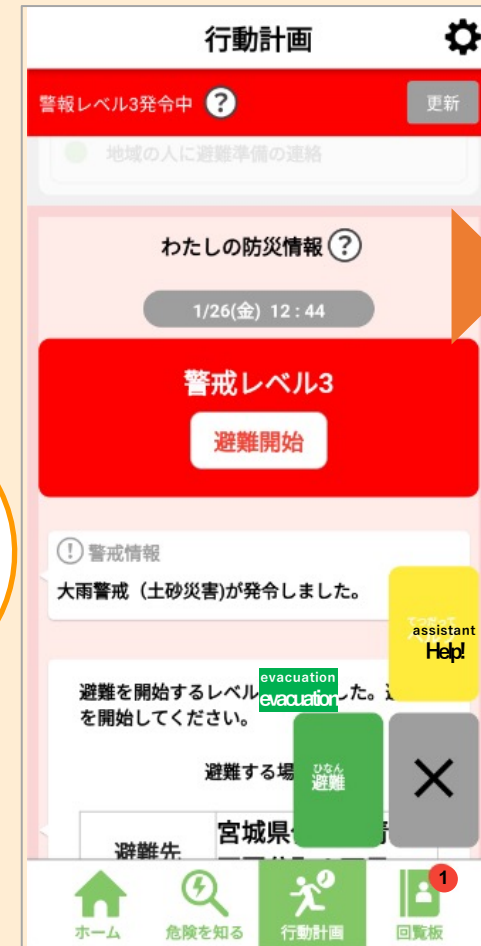 行動計画
警報レベル3発令中 ?
更新
地域の人に避難準備の連絡
わたしの防災情報 ?
1/26(金) 12:44
警戒レベル3
避難開始
! 警戒情報
大雨警戒（土砂災害)が発令しました。
assistant
Help!
evacuation
evacuation
避難を開始するレベル
した。
を開始してください。
ひなん
避難
避難する場
避難先
宮城県
ホーム
危険を知る
行動計画
1
回覧板